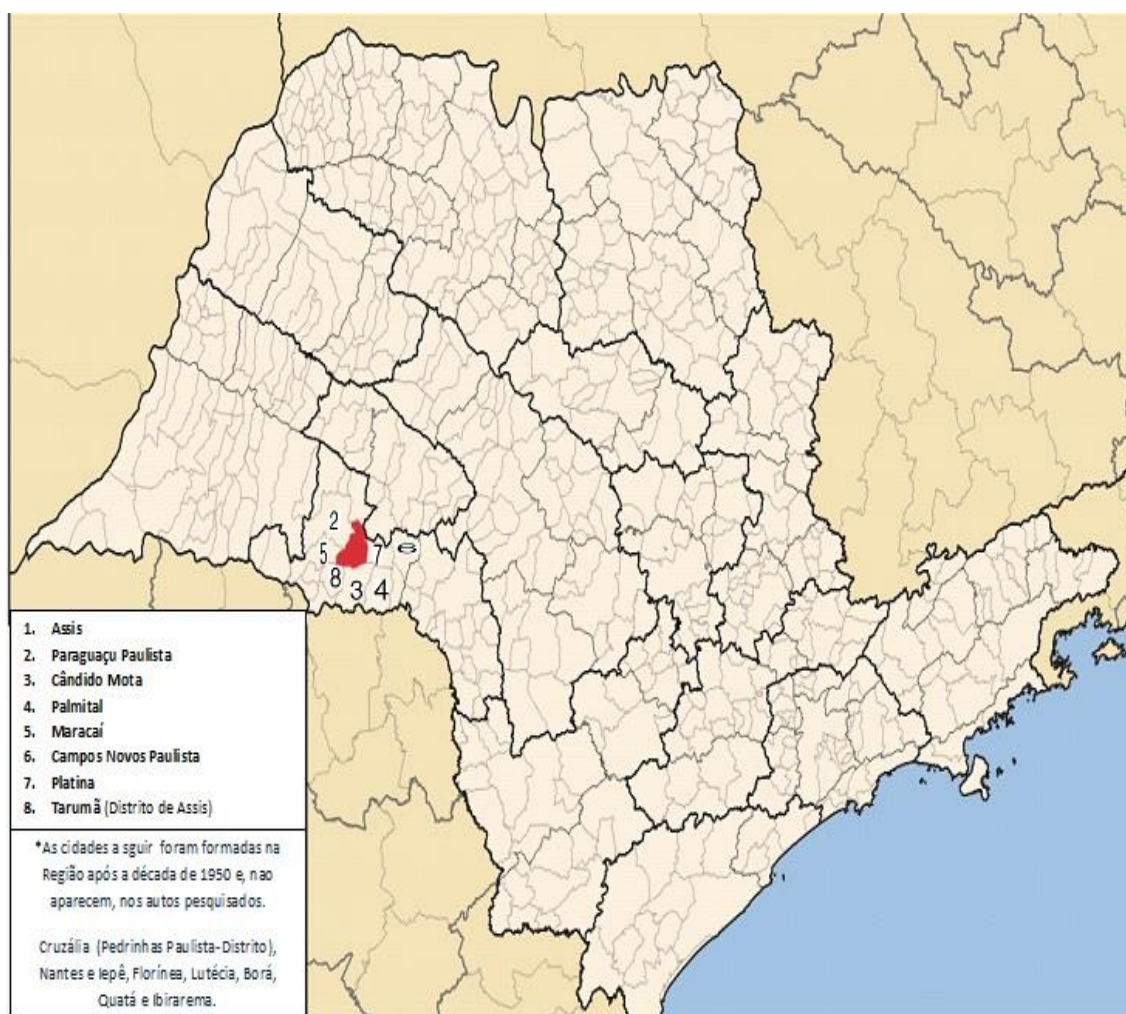 2
5
7
8
3
4
1. Assis
2. Paraguaçu Paulista
3. Cândido Mota
4. Palmital
5. Maracaí
6. Campos Novos Paulista
7. Platina
8. Tarumã (Distrito de Assis)
*As cidades a sguir foram formadas na
Região após a década de 1950 e, nao
aparecem, nos autos pesquisados.
Cruzália (Pedrinhas Paulista-Distrito),
Nantes e Iepê, Florínea, Lutécia, Borá,
Quatá e Ibirarema.